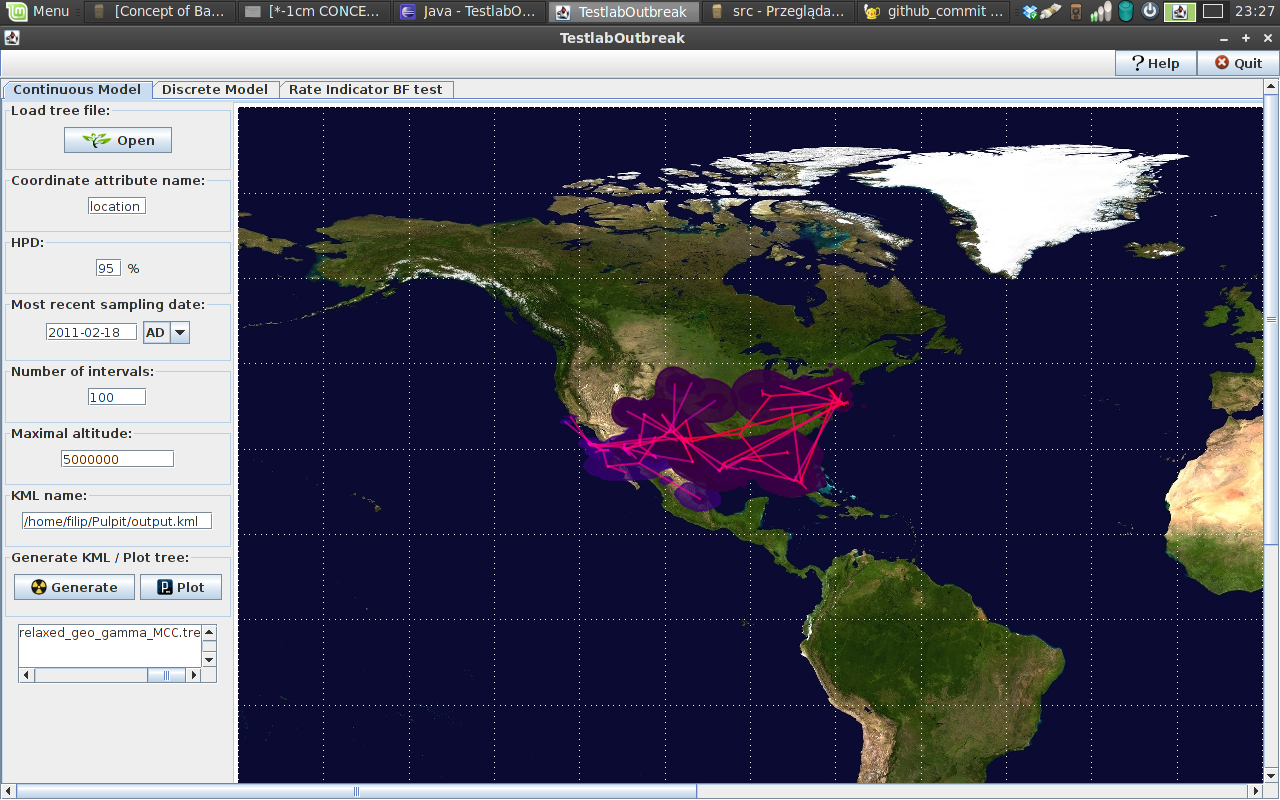 Menu
[Concept of Ba...
[*-1cm CONCE...
Java - TestlabO...
TestlabOutbreak
src - Przegląda...
github_commit ...
23:27
TestlabOutbreak
Help
Quit
Continuous Model
Discrete Model
Rate Indicator BF test
Load tree file:
Open
Coordinate attribute name:
location
HPD:
95 %
Most recent sampling date:
2011-02-18 AD
Number of intervals:
100
Maximal altitude:
5000000
KML name:
/home/filip/Pulpit/output.kml
Generate KML / Plot tree:
Generate
Plot
relaxed_geo_gamma_MCC.tre